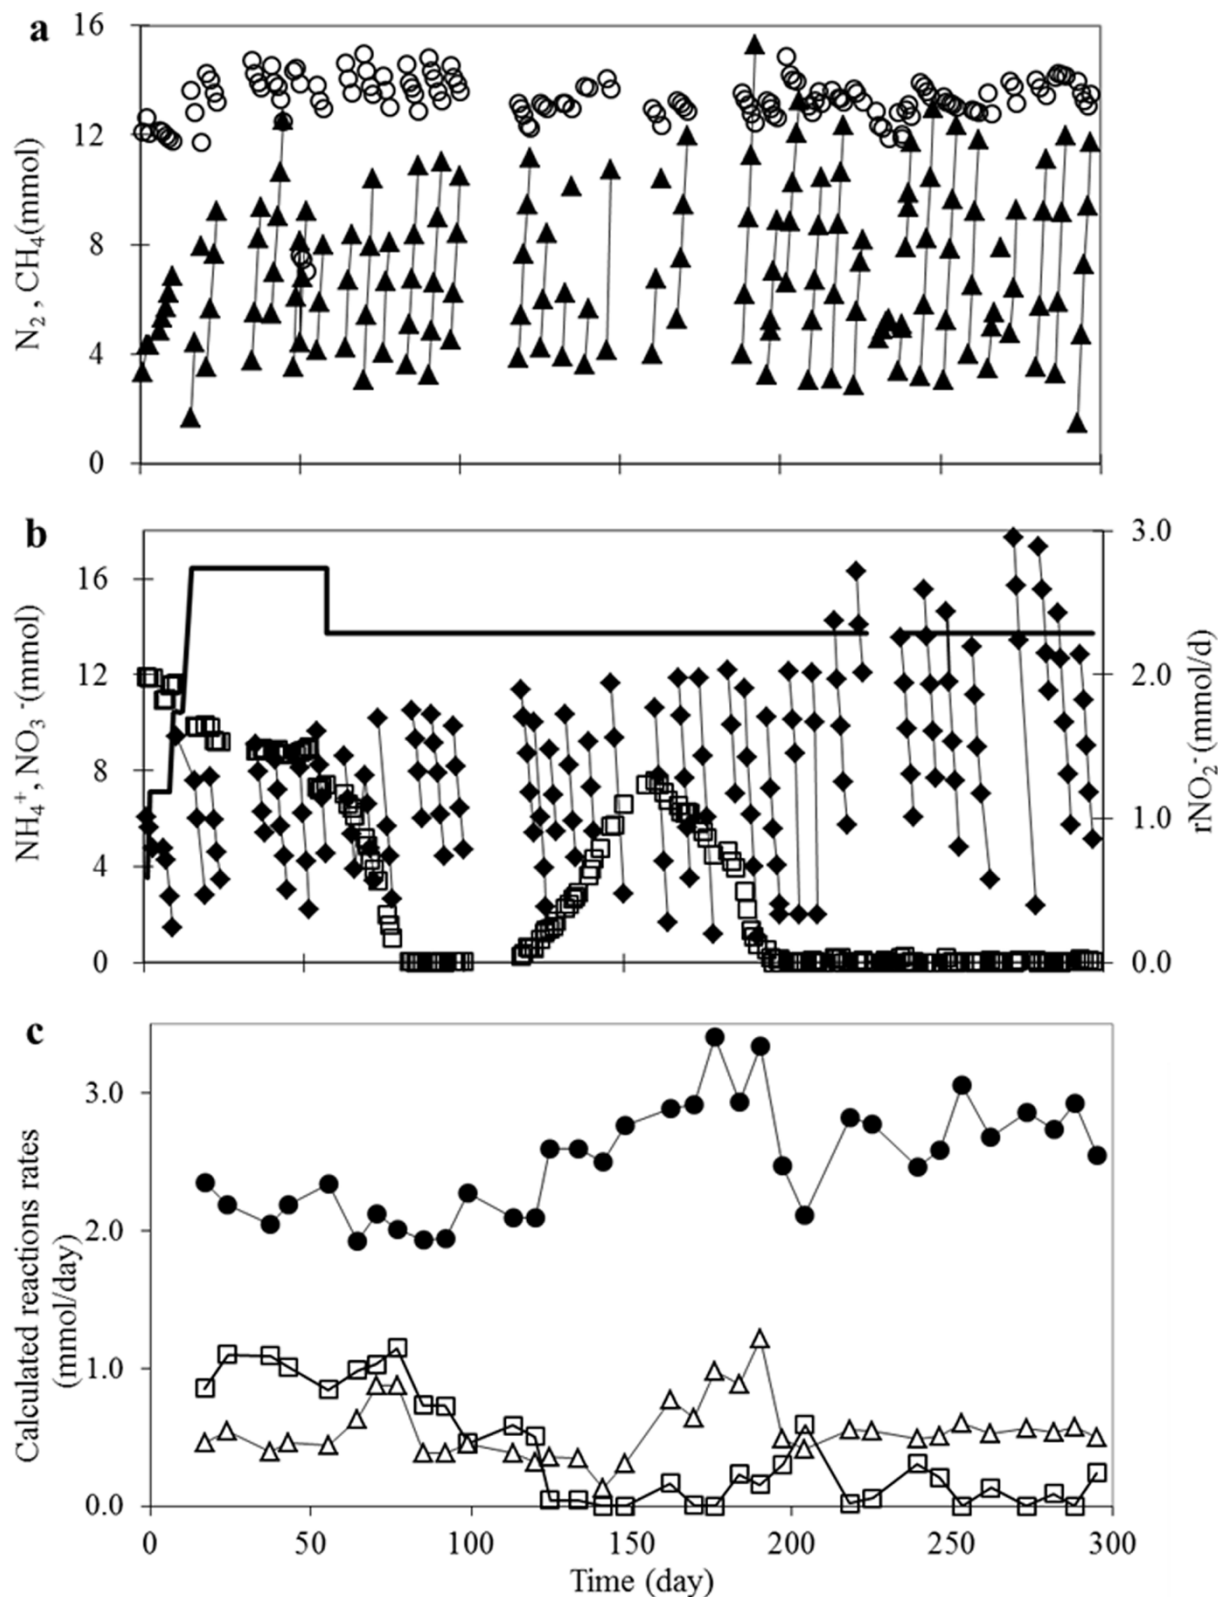 a
16
12
8
4
0
N₂, CH₄(mmol)
b
16
12
8
4
0
NH₄⁺, NO₃⁻(mmol)
3.0
2.0
1.0
0.0
rNO₂⁻(mmol/d)
c
3.0
2.0
1.0
0.0
Calculated reactions rates
(mmol/day)
0 50 100 150 200 250 300
Time (day)